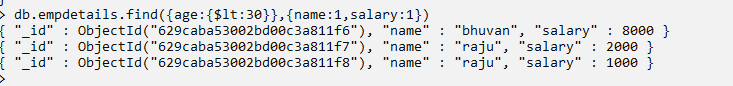 > db.empdetails.find({age:{$lt:30}},{name:1,salary:1})
{ "_id" : ObjectId("629caba53002bd00c3a811f6"), "name" : "bhuvan", "salary" : 8000 }
{ "_id" : ObjectId("629caba53002bd00c3a811f7"), "name" : "raju", "salary" : 2000 }
{ "_id" : ObjectId("629caba53002bd00c3a811f8"), "name" : "raju", "salary" : 1000 }
>